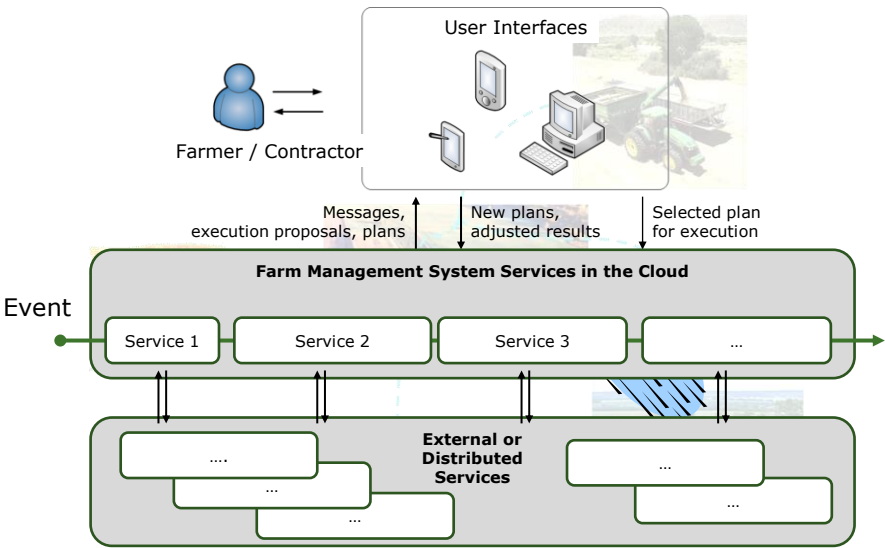 User Interfaces
Farmer / Contractor
Messages,
execution proposals, plans
New plans,
adjusted results
Selected plan
for execution
Farm Management System Services in the Cloud
Event
Service 1
Service 2
Service 3
…
External or
Distributed
Services
….
…
…
…
…